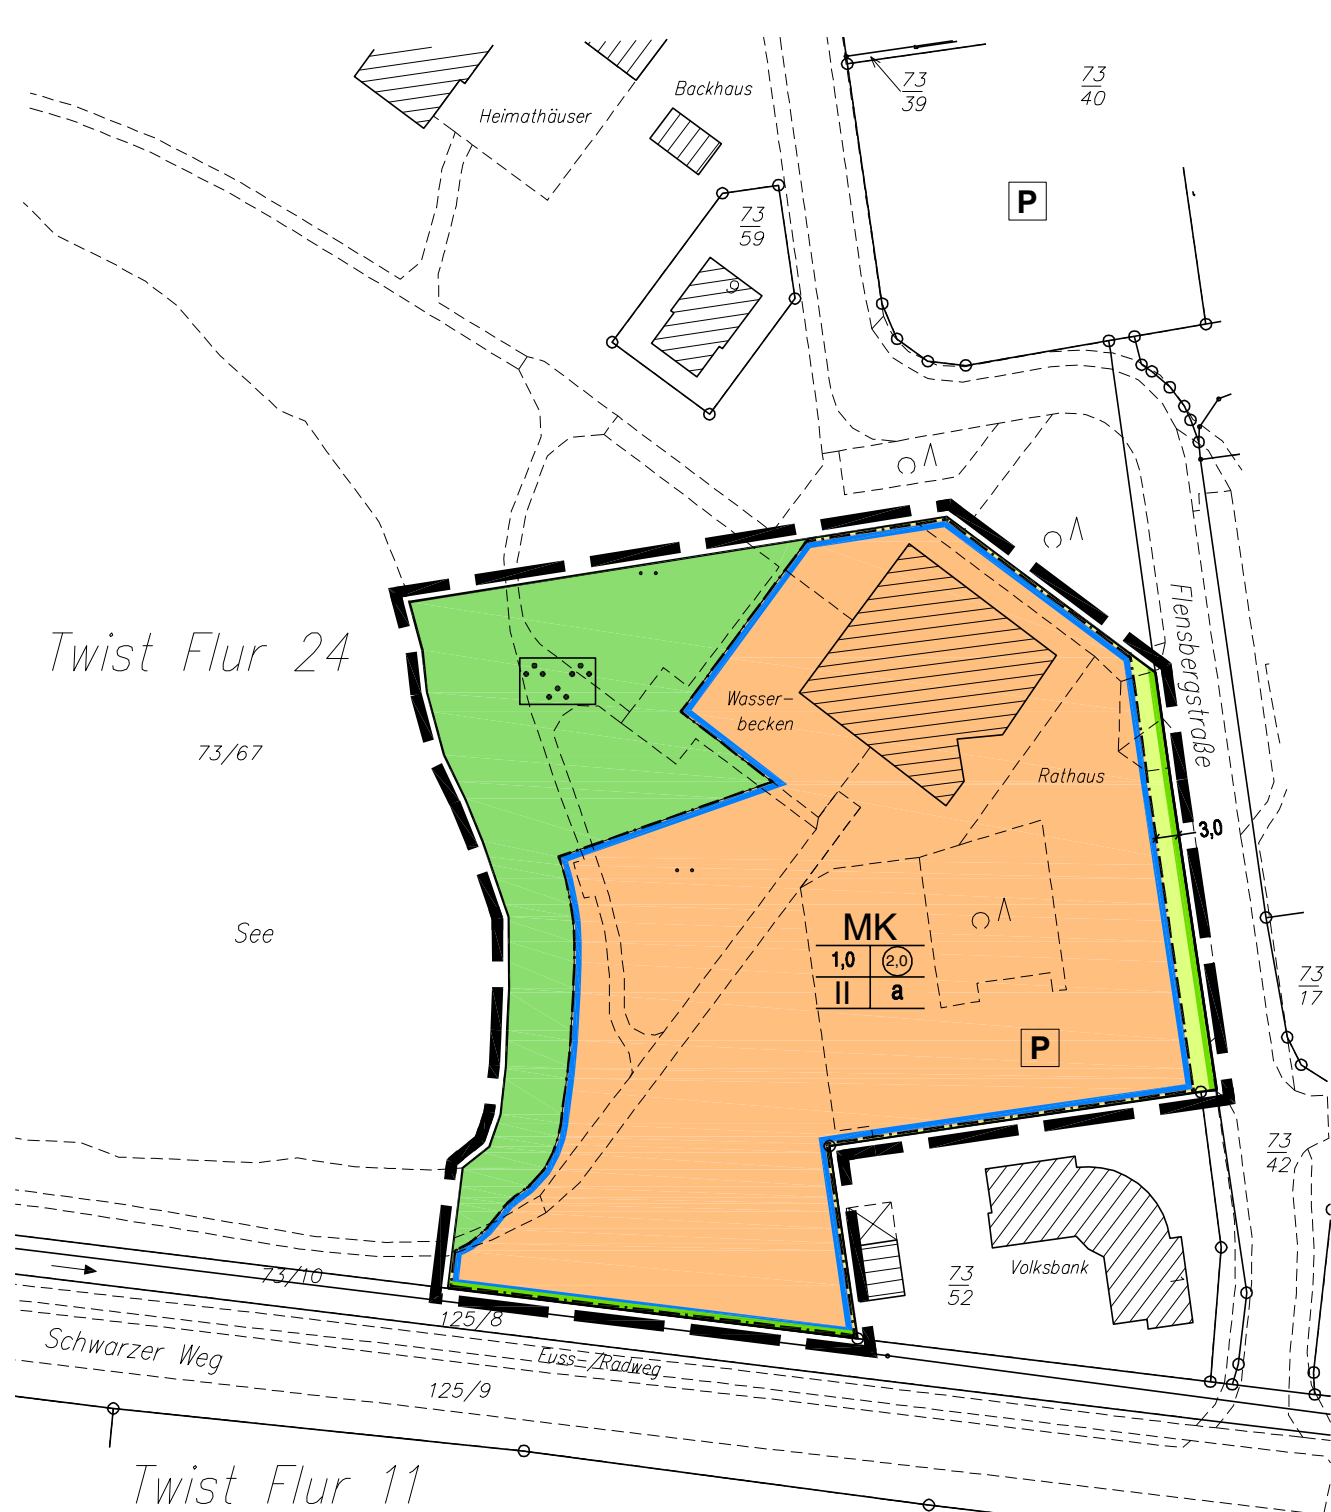 Backhaus
Heimathäuser
73
39
73
40
P
73
59
9
Twist Flur 24
73/67
Flensbergstraße
Wasser-
becken
Rathaus
3,0
See
MK
1,0 2,0
II a
P
73
17
73
42
73/10
125/8
73
52
Volksbank
Schwarzer Weg
Fuss-/Radweg
125/9
Twist Flur 11